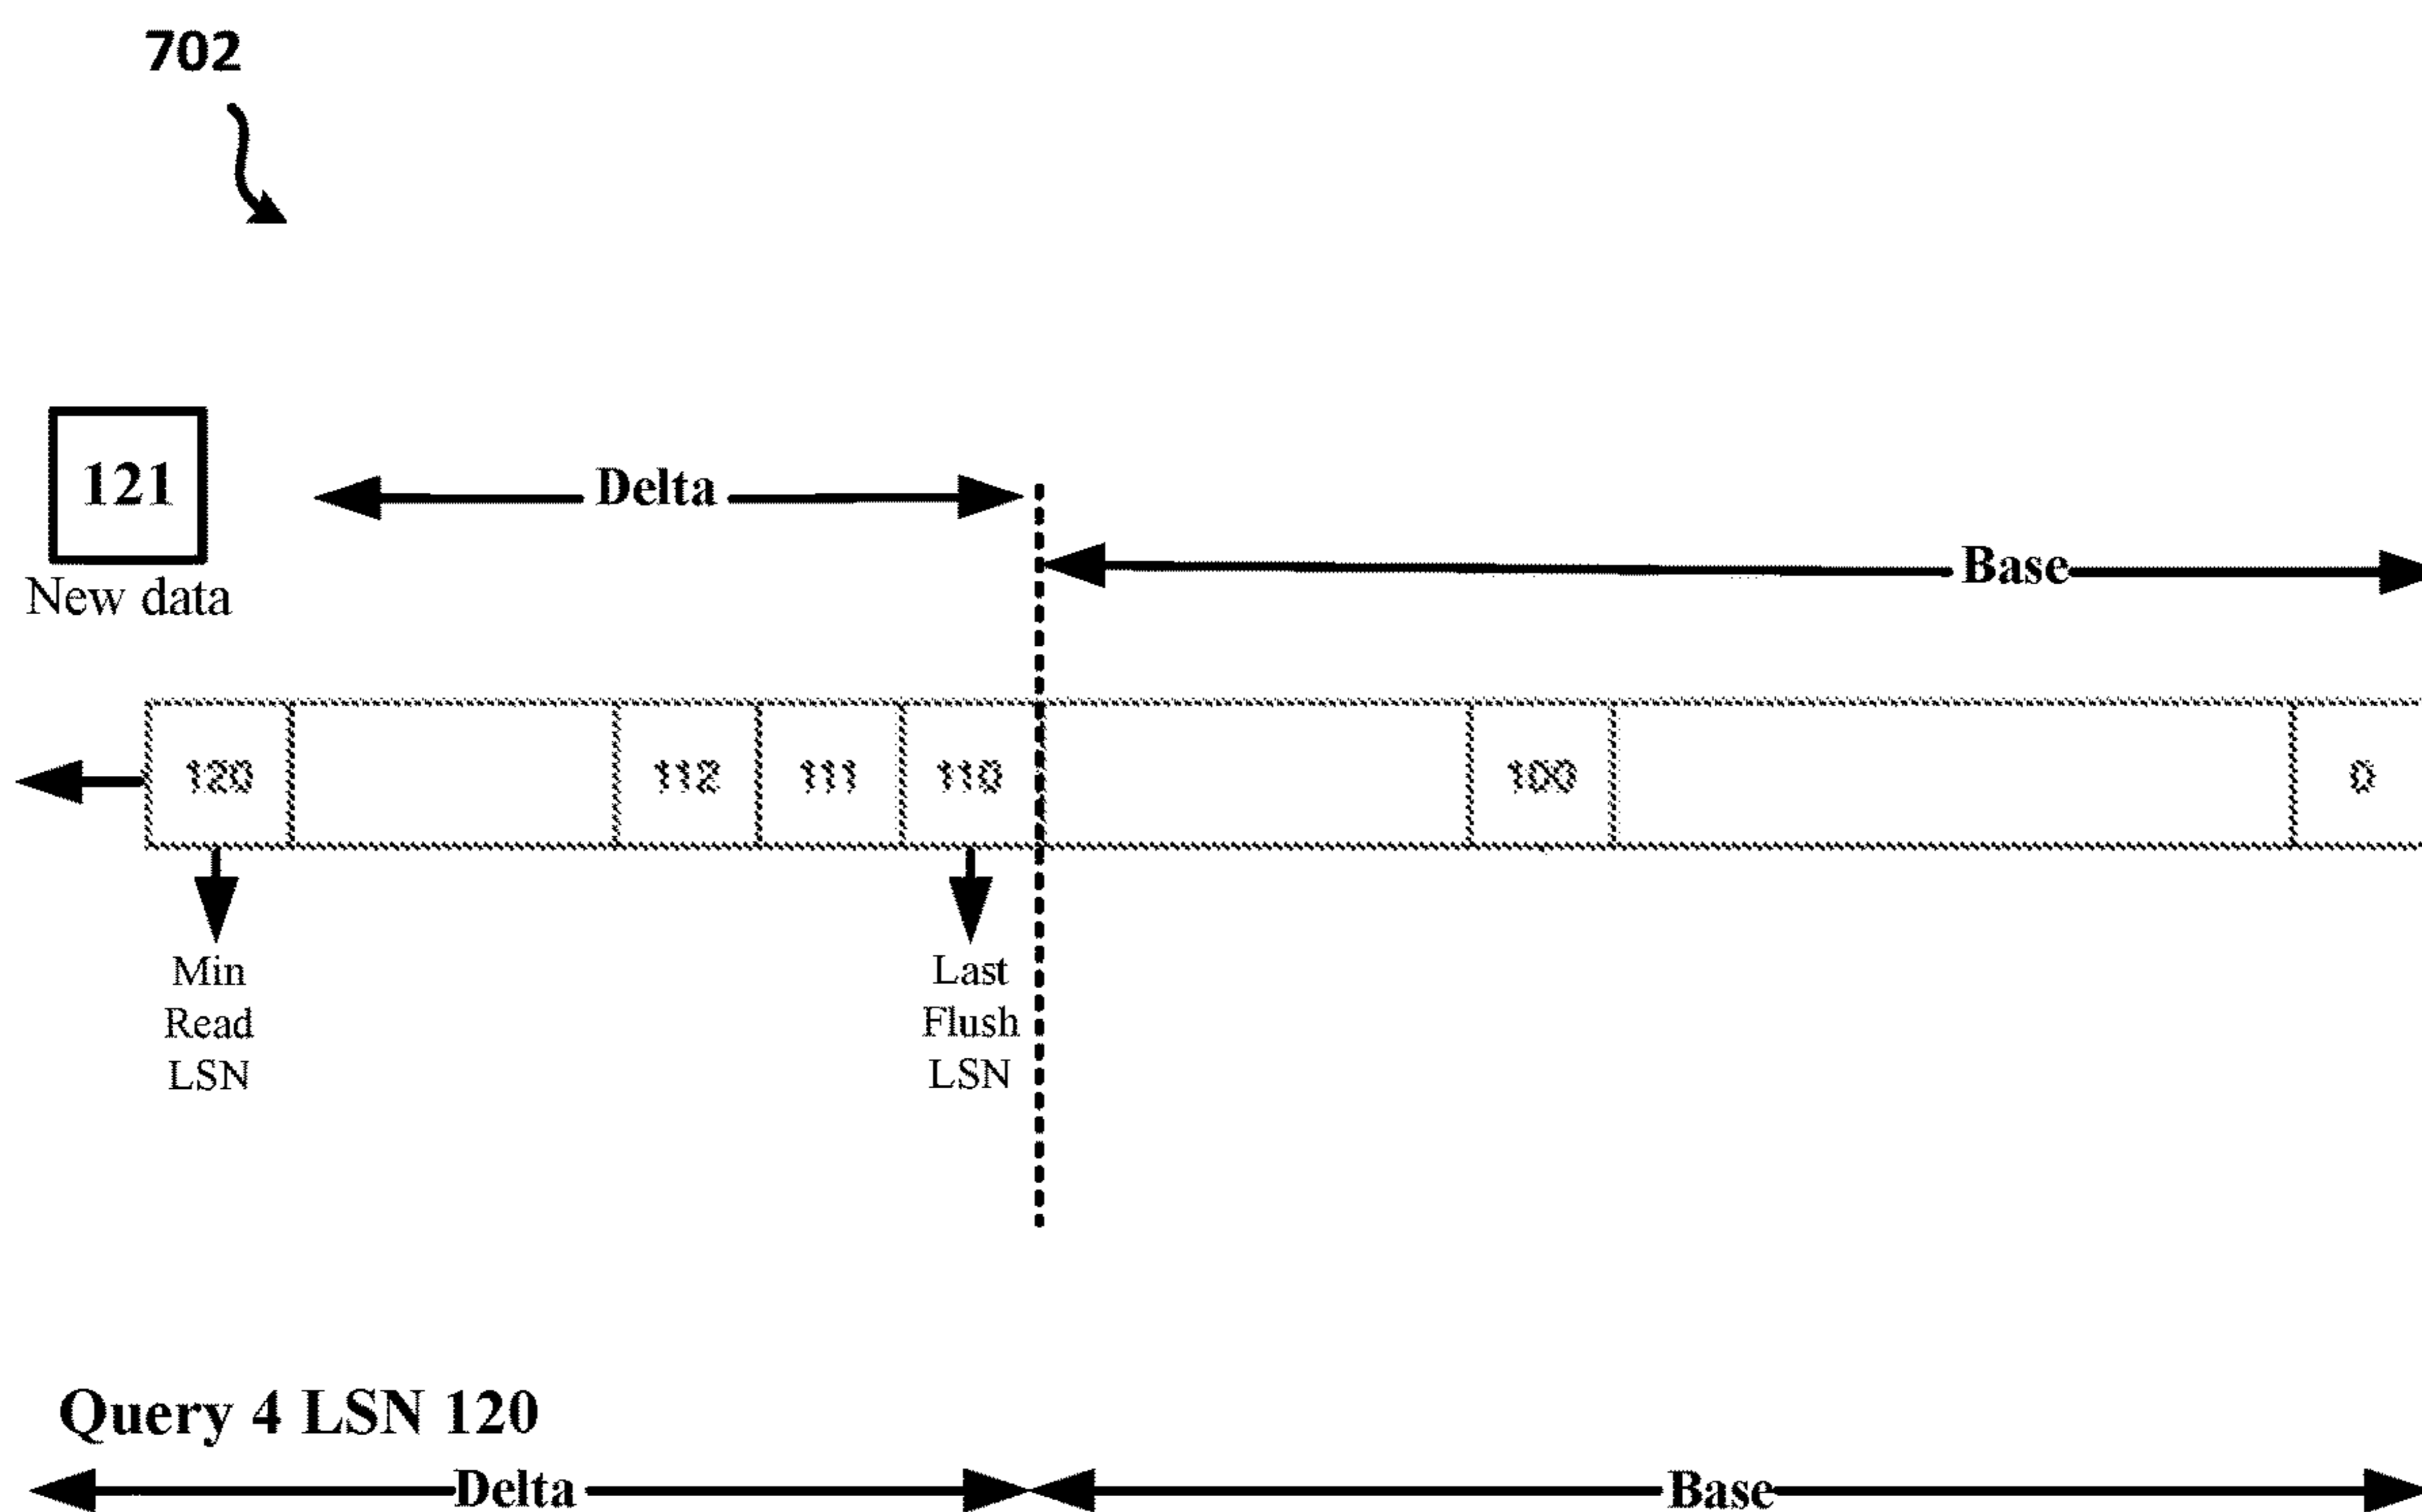 702
121
Delta
Base
New data
120
112
111
110
100
0
Min
Read
LSN
Last
Flush
LSN
Query 4 LSN 120
Delta
Base